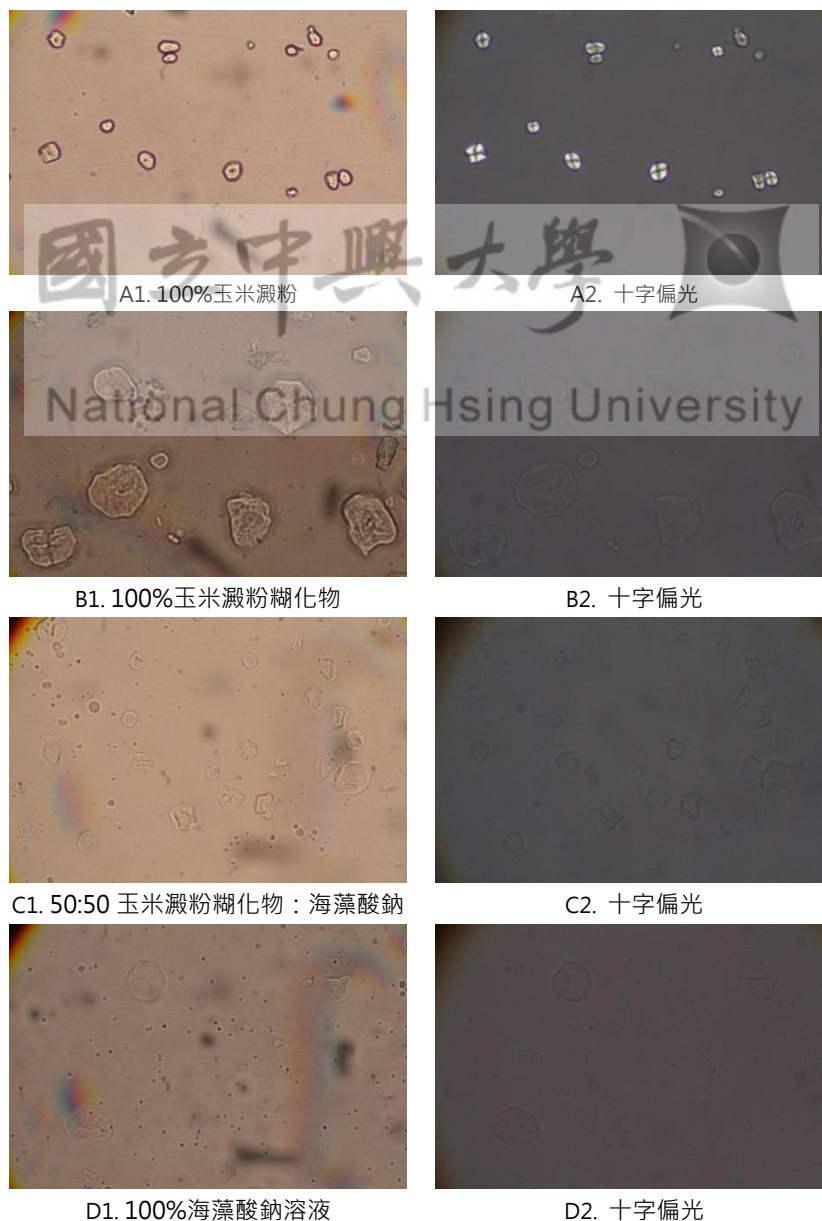 國立中興大學
A1. 100%玉米澱粉
A2. 十字偏光
National Chung Hsing University
B1. 100%玉米澱粉糊化物
B2. 十字偏光
C1. 50:50 玉米澱粉糊化物：海藻酸鈉
C2. 十字偏光
D1. 100%海藻酸鈉溶液
D2. 十字偏光